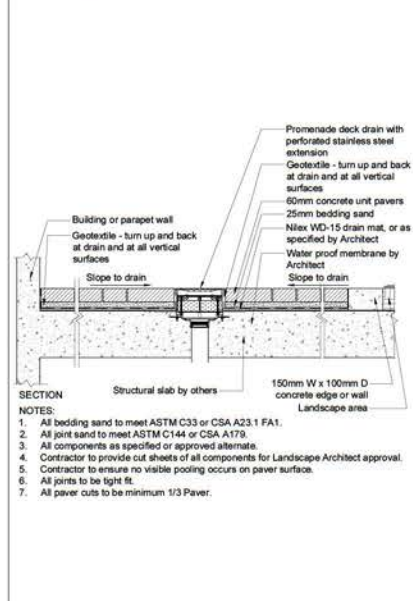 Promenade deck drain with
perforated stainless steel
extension
Geotextile - turn up and back
at drain and at all vertical
surfaces
60mm concrete unit pavers
25mm bedding sand
Nilex WD-15 drain mat, or as
specified by Architect
Water proof membrane by
Architect
Slope to drain
Building or parapet wall
Geotextile - turn up and back
at drain and at all vertical
surfaces
Slope to drain
Structural slab by others
150mm W x 100mm D
concrete edge or wall
Landscape area
SECTION
NOTES:
1. All bedding sand to meet ASTM C33 or CSA A23.1 FA1.
2. All joint sand to meet ASTM C144 or CSA A179.
3. All components as specified or approved alternate.
4. Contractor to provide cut sheets of all components for Landscape Architect approval.
5. Contractor to ensure no visible pooling occurs on paver surface.
6. All joints to be tight fit.
7. All paver cuts to be minimum 1/3 Paver.